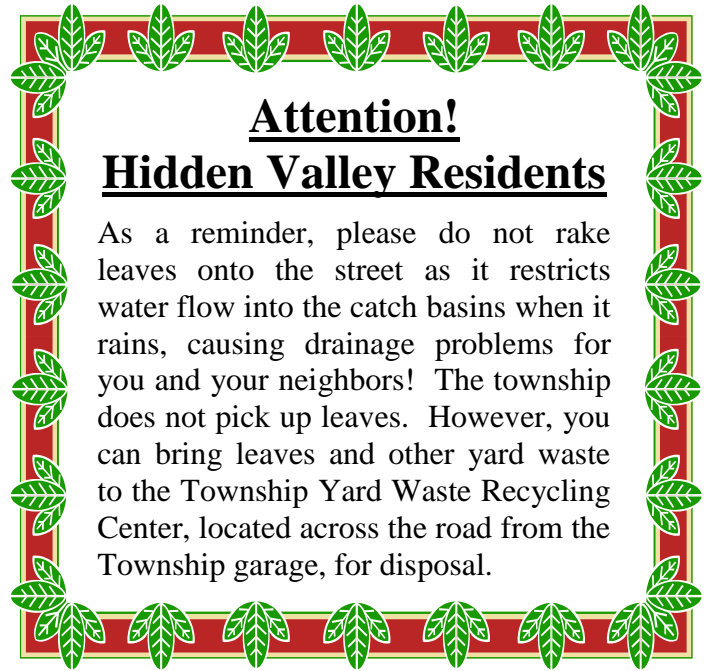 Attention!
Hidden Valley Residents
As a reminder, please do not rake
leaves onto the street as it restricts
water flow into the catch basins when it
rains, causing drainage problems for
you and your neighbors! The township
does not pick up leaves. However, you
can bring leaves and other yard waste
to the Township Yard Waste Recycling
Center, located across the road from the
Township garage, for disposal.